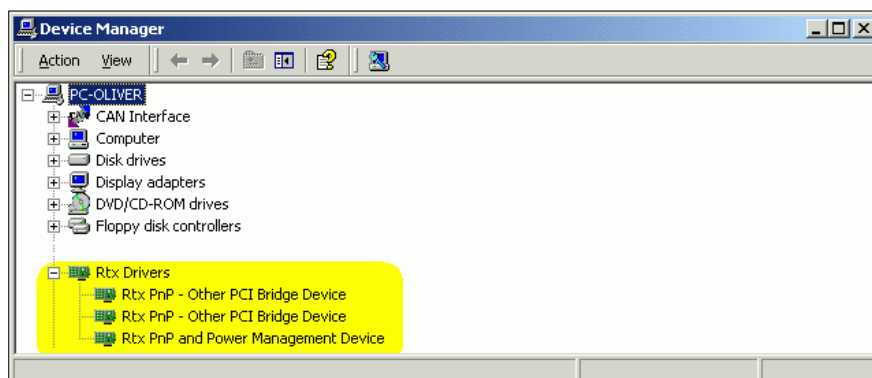 Device Manager
Action View
PC-OLIVER
CAN Interface
Computer
Disk drives
Display adapters
DVD/CD-ROM drives
Floppy disk controllers
Rtx Drivers
Rtx PnP - Other PCI Bridge Device
Rtx PnP - Other PCI Bridge Device
Rtx PnP and Power Management Device